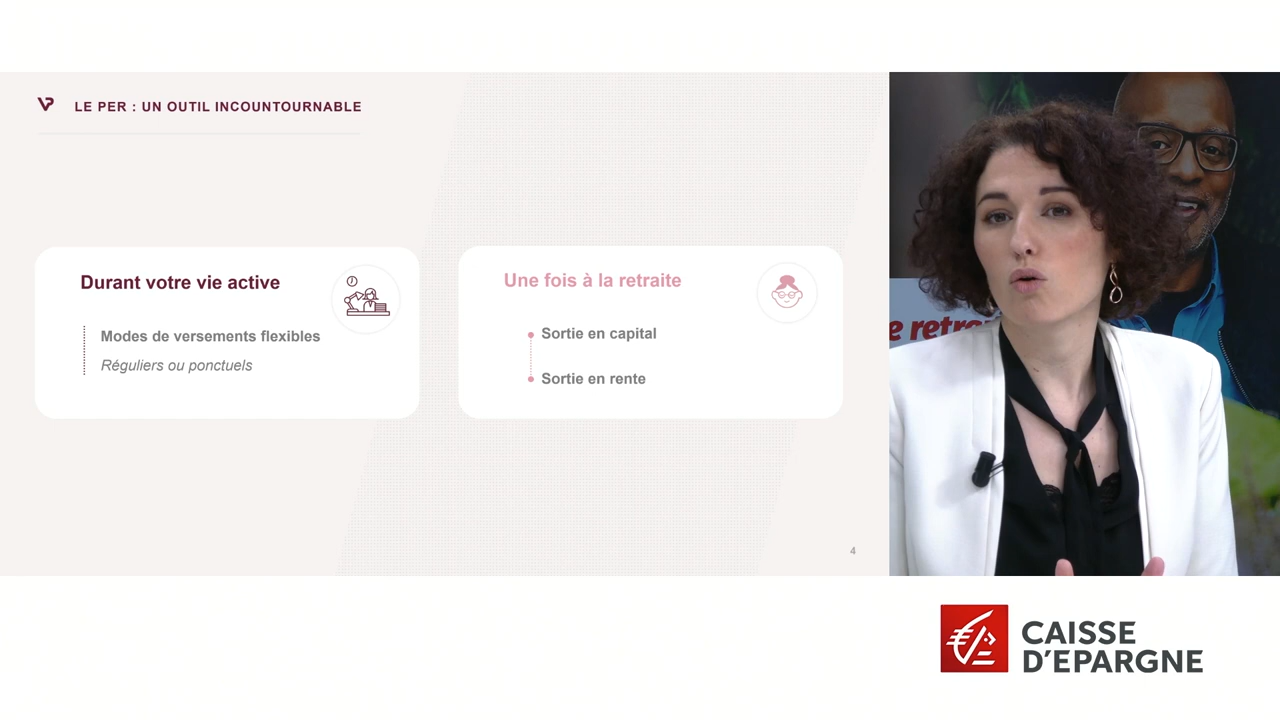 LE PER : UN OUTIL INCOUNTOURNABLE
Durant votre vie active
Modes de versements flexibles
Réguliers ou ponctuels
Une fois à la retraite
Sortie en capital
Sortie en rente
4
CAISSE
D'EPARGNE